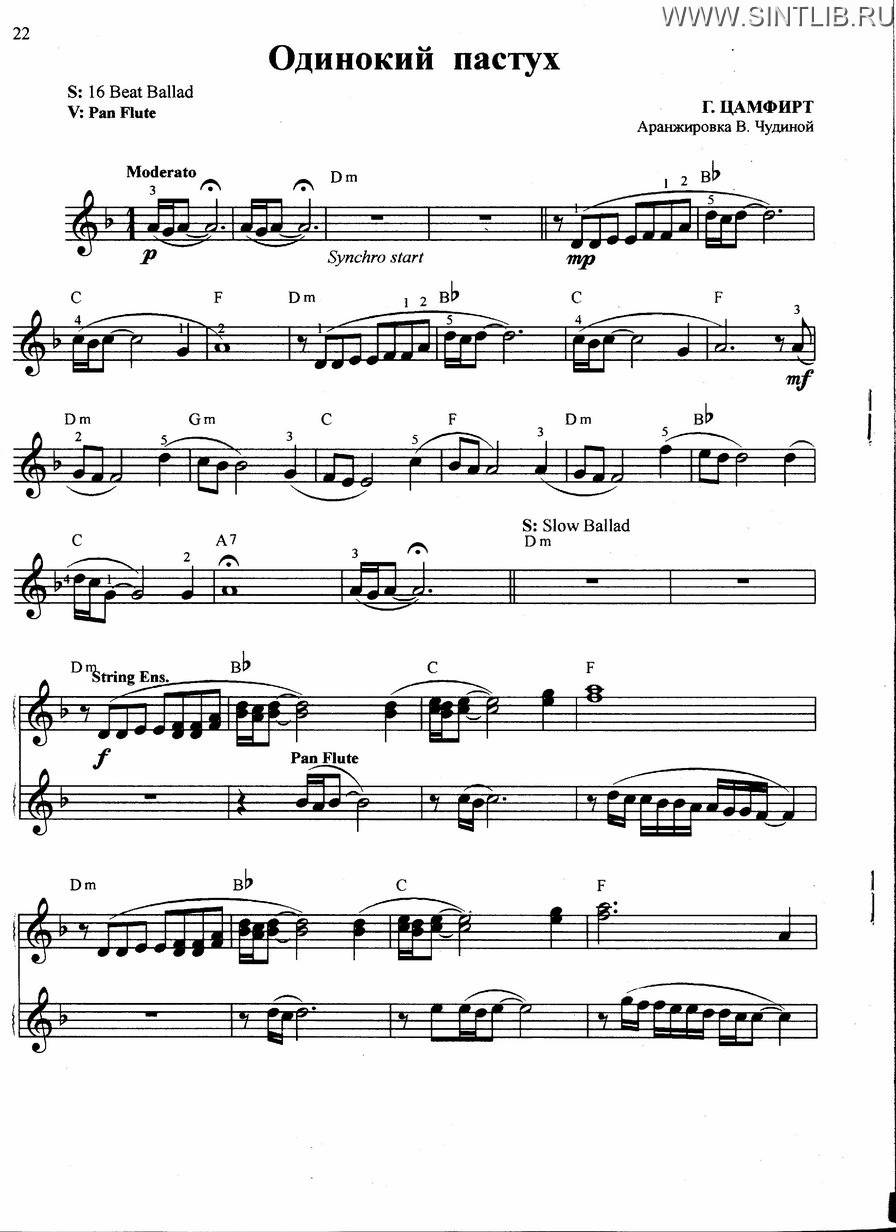 WWW.SINTLIB.RU
22
Одинокий пастух
S: 16 Beat Ballad
V: Pan Flute
Г. ЦАМФИРТ
Аранжировка В. Чудиной
Moderato
Dm B♭
3 1 2 5
p Synchro start mp
C F Dm B♭ C F
4 1 2 1 1 2 5 4 3
mf
Dm Gm C F Dm B♭
2 5 3 5 3 5
S: Slow Ballad
C A7 Dm
4 1 2 3
Dm B♭ C F
String Ens.
f
Pan Flute
Dm B♭ C F